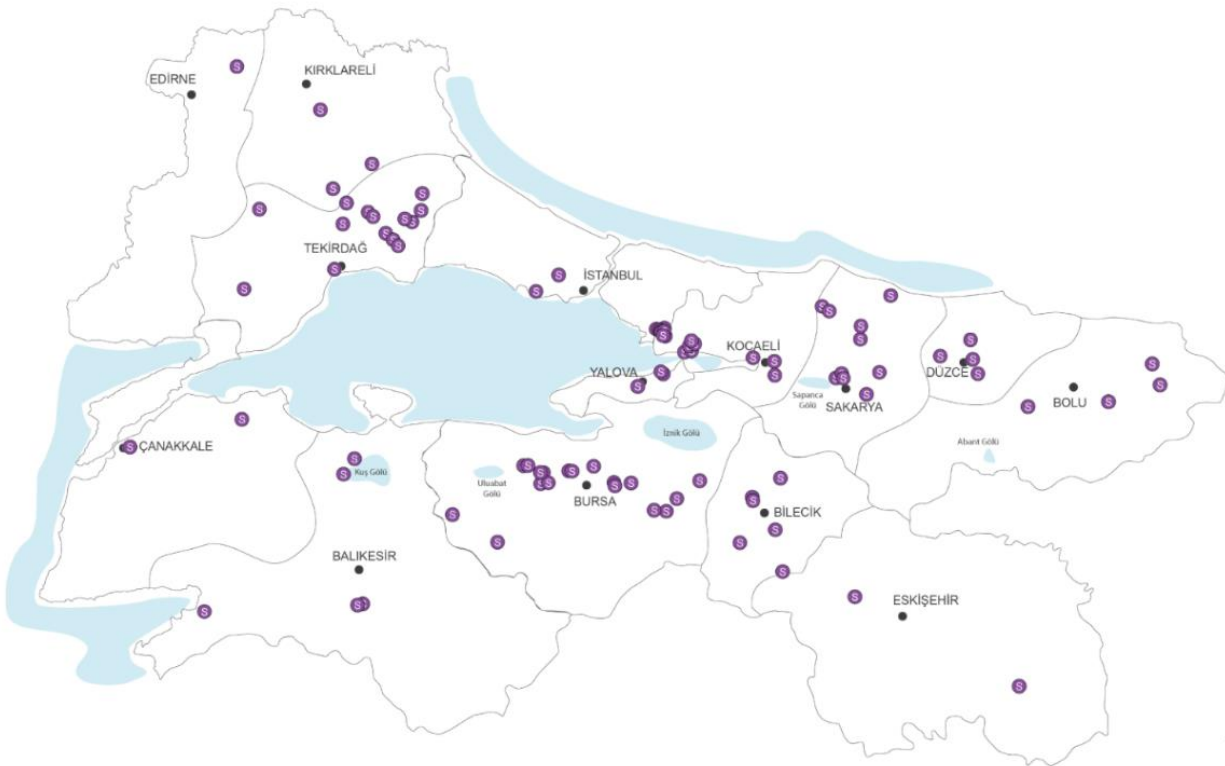 EDİRNE
KIRKLARELİ
TEKİRDAĞ
İSTANBUL
KOCAELİ
YALOVA
DÜZCE
Sapanca
Gölü
SAKARYA
BOLU
Abant Gölü
İznik Gölü
ÇANAKKALE
Kuş Gölü
Uluabat
Gölü
BURSA
BİLECİK
BALIKESİR
ESKİŞEHİR